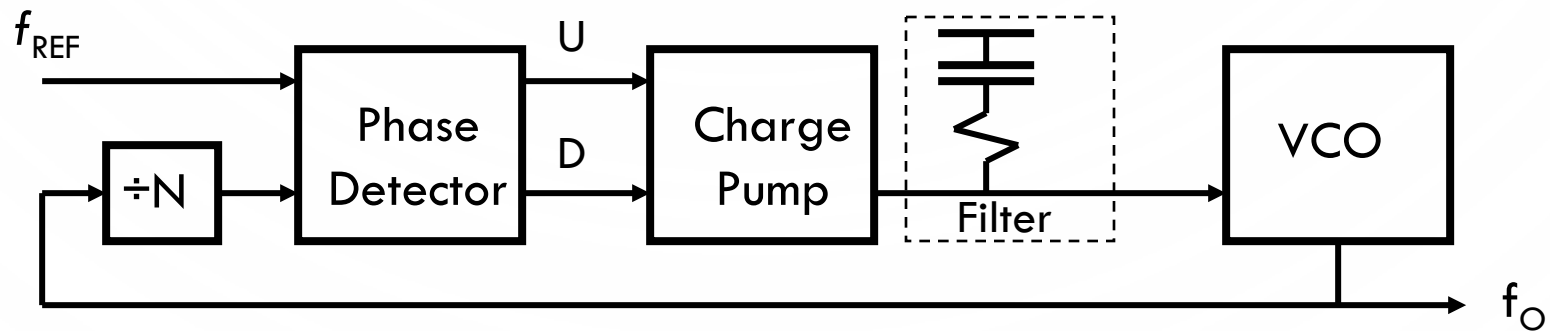 fREF
U
Phase
Detector
D
Charge
Pump
Filter
VCO
÷N
fO